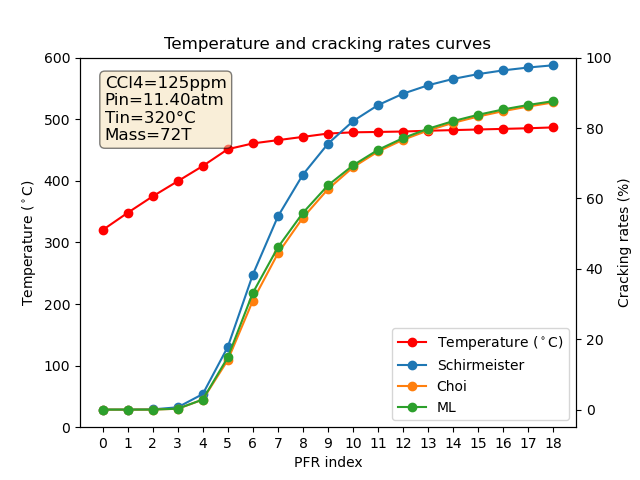 Temperature and cracking rates curves
CCl4=125ppm
Pin=11.40atm
Tin=320°C
Mass=72T
600
500
400
300
200
100
0
Temperature (°C)
100
80
60
40
20
0
Cracking rates (%)
Temperature (°C)
Schirmeister
Choi
ML
0 1 2 3 4 5 6 7 8 9 10 11 12 13 14 15 16 17 18
PFR index